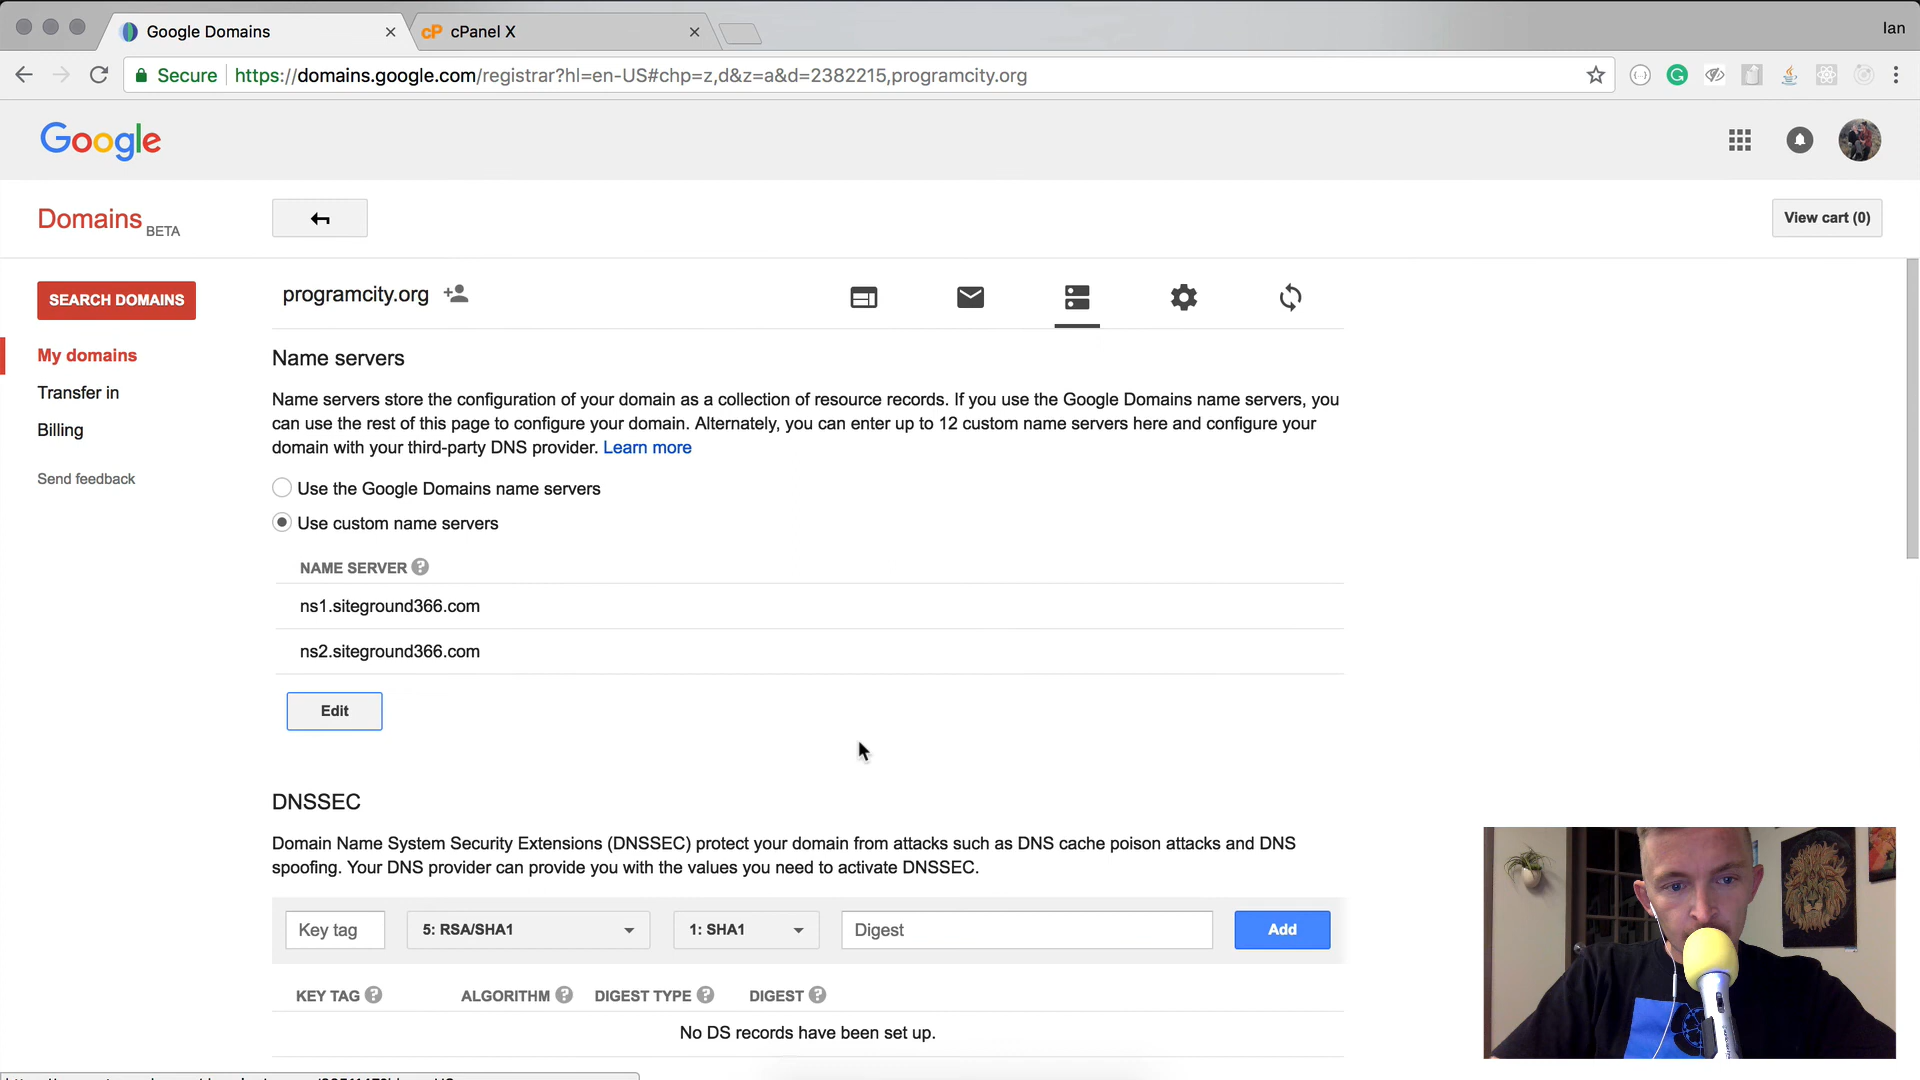 Google Domains
cP cPanel X
Ian
Secure https://domains.google.com/registrar?hl=en-US#chp=z,d&z=a&d=2382215,programcity.org
Google
Domains BETA
View cart (0)
SEARCH DOMAINS
My domains
Transfer in
Billing
Send feedback
programcity.org
Name servers
Name servers store the configuration of your domain as a collection of resource records. If you use the Google Domains name servers, you
can use the rest of this page to configure your domain. Alternately, you can enter up to 12 custom name servers here and configure your
domain with your third-party DNS provider. Learn more
Use the Google Domains name servers
Use custom name servers
NAME SERVER ?
ns1.siteground366.com
ns2.siteground366.com
Edit
DNSSEC
Domain Name System Security Extensions (DNSSEC) protect your domain from attacks such as DNS cache poison attacks and DNS
spoofing. Your DNS provider can provide you with the values you need to activate DNSSEC.
Key tag 5: RSA/SHA1 1: SHA1 Digest Add
KEY TAG ? ALGORITHM ? DIGEST TYPE ? DIGEST ?
No DS records have been set up.